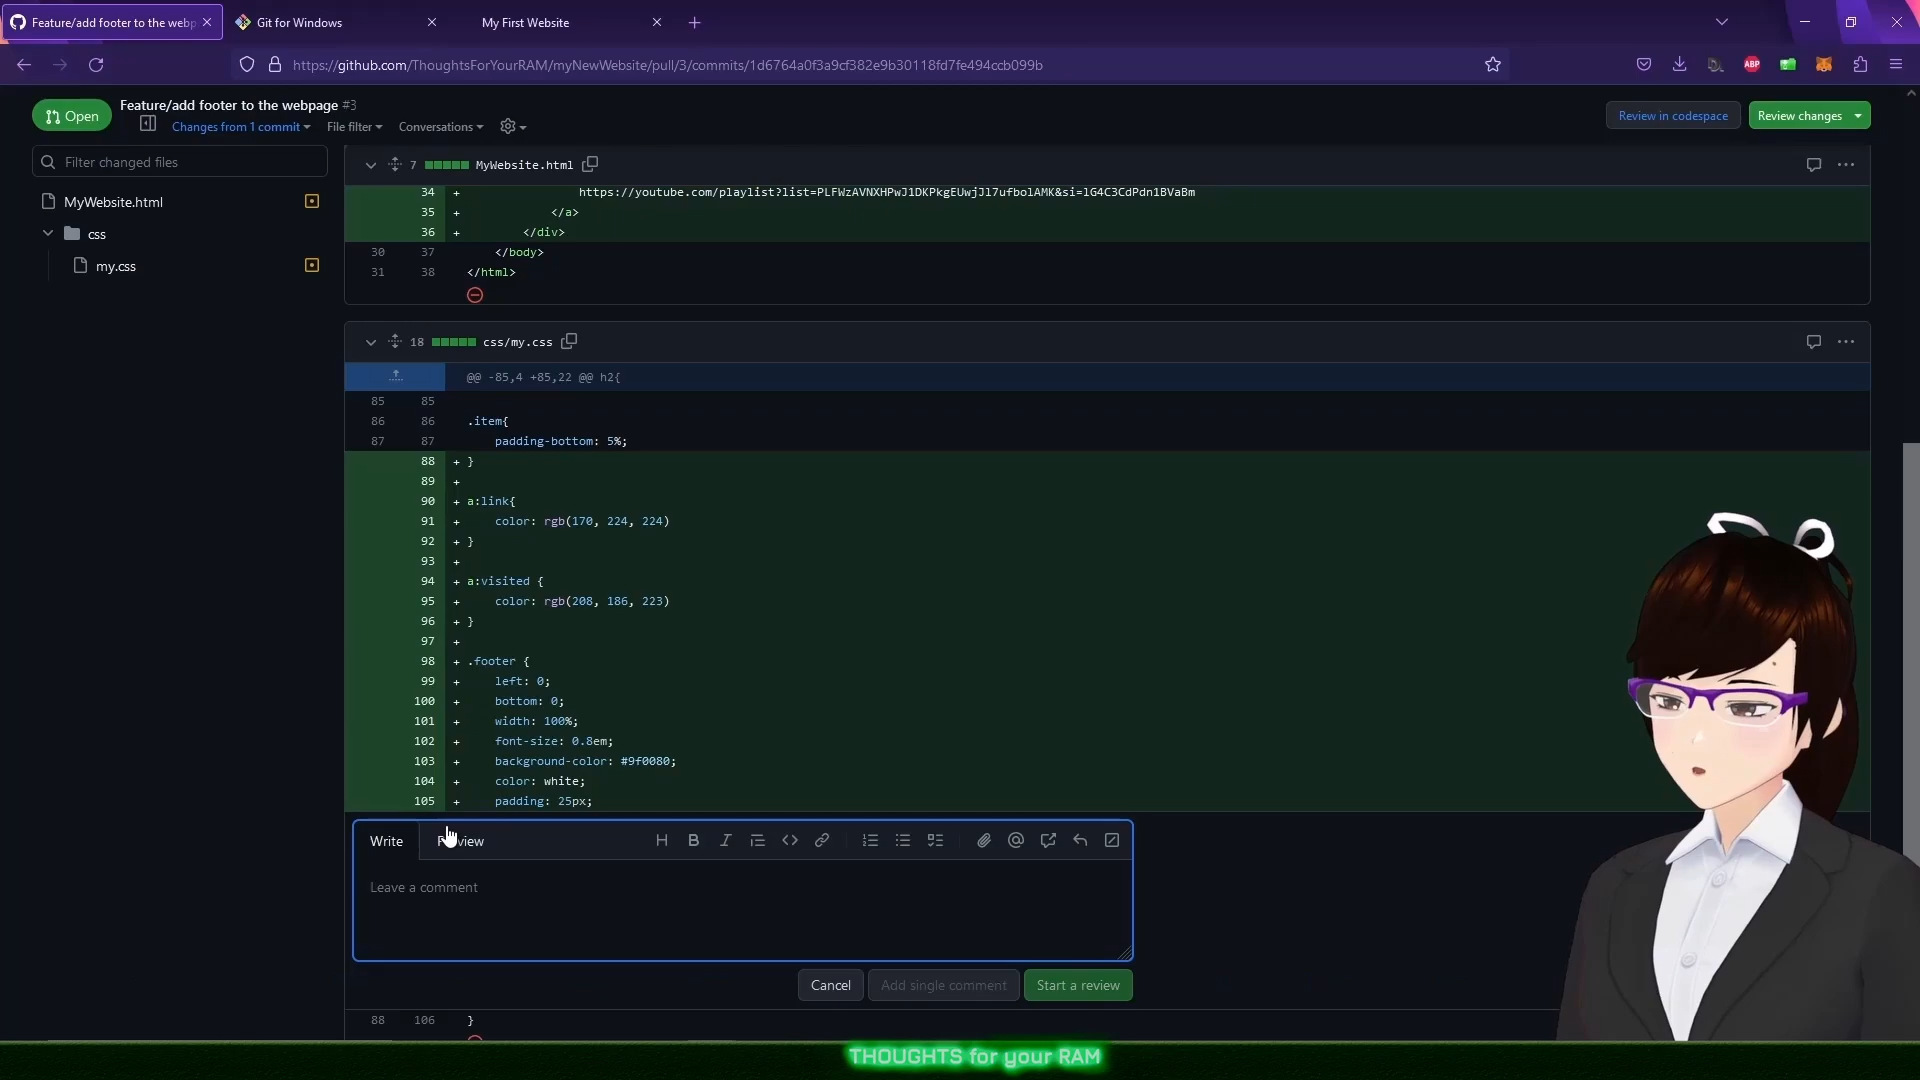 Feature/add footer to the webp
Git for Windows
My First Website
https://github.com/ThoughtsForYourRAM/myNewWebsite/pull/3/commits/1d6764a0f3a9cf382e9b30118fd7fe494ccb099b
ABP
Open
Feature/add footer to the webpage #3
Changes from 1 commit
File filter
Conversations
Review in codespace
Review changes
Filter changed files
MyWebsite.html
css
my.css
7 MyWebsite.html
34 + https://youtube.com/playlist?list=PLFWzAVNXHPwJ1DKPkgEUwjJl7ufbolAMK&si=lG4C3CdPdn1BVaBm
35 + </a>
36 + </div>
30 37 </body>
31 38 </html>
18 css/my.css
@@ -85,4 +85,22 @@ h2{
85 85
86 86 .item{
87 87 padding-bottom: 5%;
88 + }
89 +
90 + a:link{
91 + color: rgb(170, 224, 224)
92 + }
93 +
94 + a:visited {
95 + color: rgb(208, 186, 223)
96 + }
97 +
98 + .footer {
99 + left: 0;
100 + bottom: 0;
101 + width: 100%;
102 + font-size: 0.8em;
103 + background-color: #9f0080;
104 + color: white;
105 + padding: 25px;
Write
Leave a comment
Cancel
Add single comment
Start a review
88 106 }
THOUGHTS for your RAM